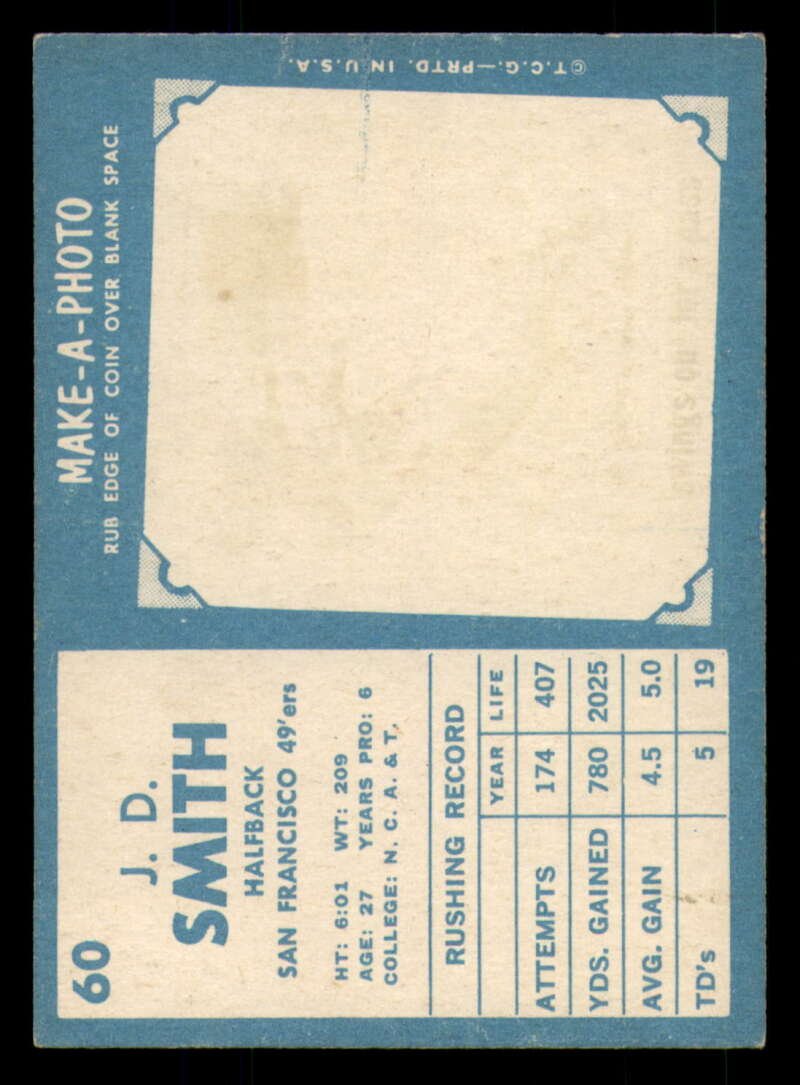 60
J. D.
SMITH
HALFBACK
SAN FRANCISCO 49'ers
HT: 6:01 WT: 209
AGE: 27 YEARS PRO: 6
COLLEGE: N. C. A. & T.
RUSHING RECORD
YEAR LIFE
ATTEMPTS 174 407
YDS. GAINED 780 2025
AVG. GAIN 4.5 5.0
TD's 5 19
MAKE-A-PHOTO
RUB EDGE OF COIN OVER BLANK SPACE
© T.C.G.—PRTD. IN U.S.A.